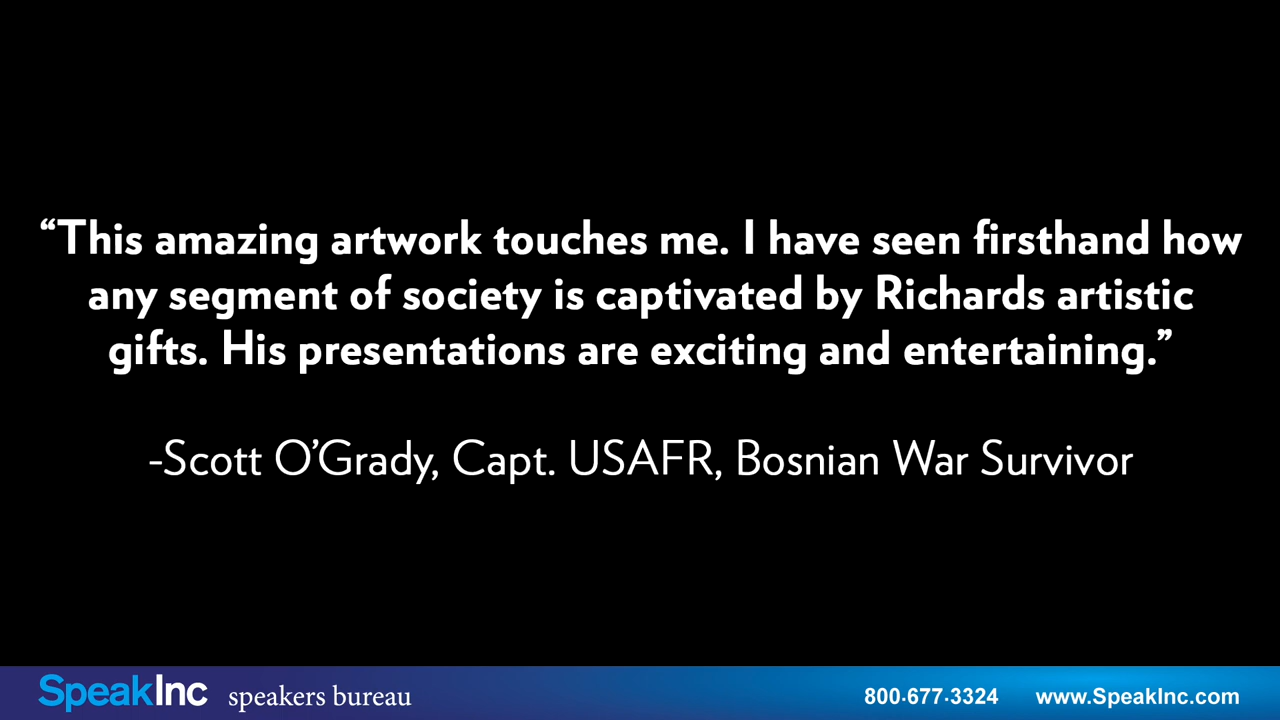 “This amazing artwork touches me. I have seen firsthand how
any segment of society is captivated by Richards artistic
gifts. His presentations are exciting and entertaining.”
-Scott O’Grady, Capt. USAFR, Bosnian War Survivor
SpeakInc speakers bureau 800-677-3324 www.SpeakInc.com